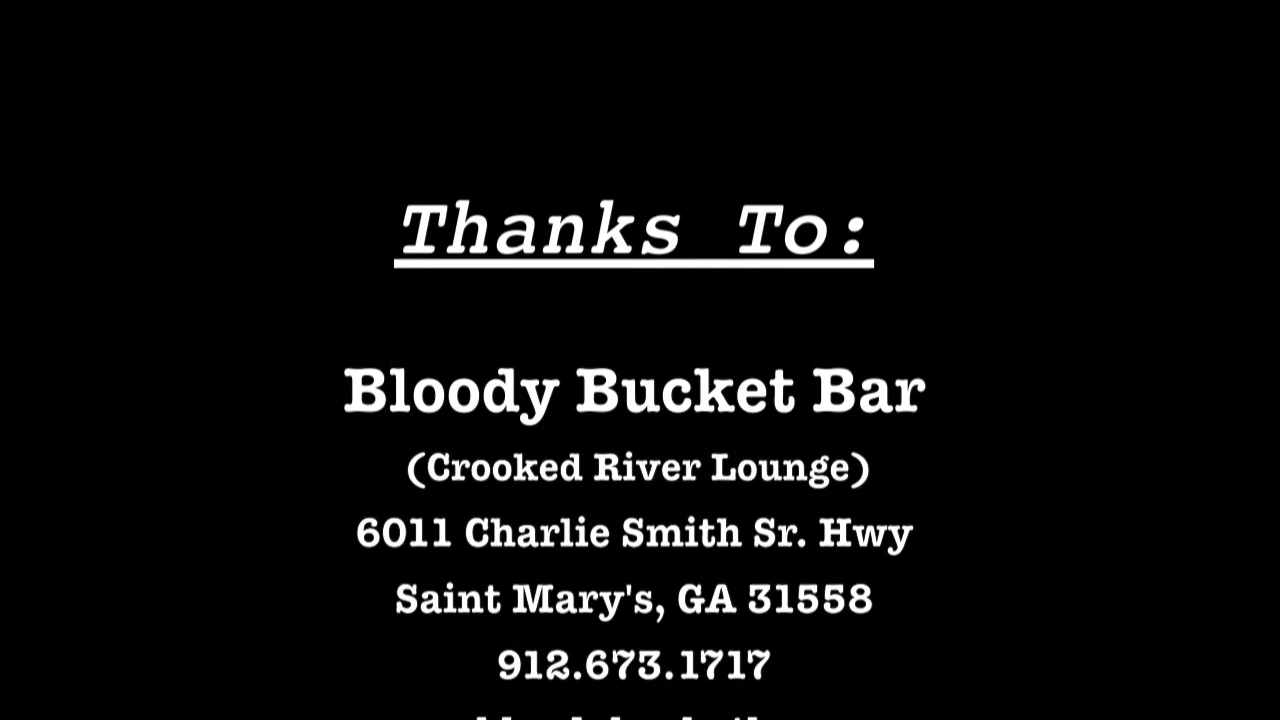 Thanks To:
Bloody Bucket Bar
(Crooked River Lounge)
6011 Charlie Smith Sr. Hwy
Saint Mary's, GA 31558
912.673.1717